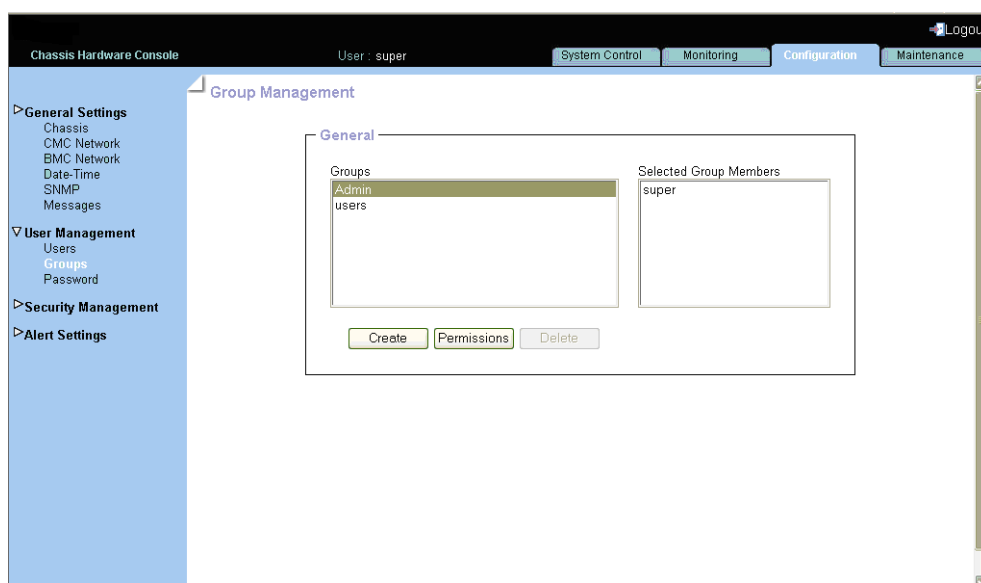 Logou
Chassis Hardware Console
User : super
System Control
Monitoring
Configuration
Maintenance
General Settings
Chassis
CMC Network
BMC Network
Date-Time
SNMP
Messages
User Management
Users
Groups
Password
Security Management
Alert Settings
Group Management
General
Groups
Admin
users
Selected Group Members
super
Create
Permissions
Delete